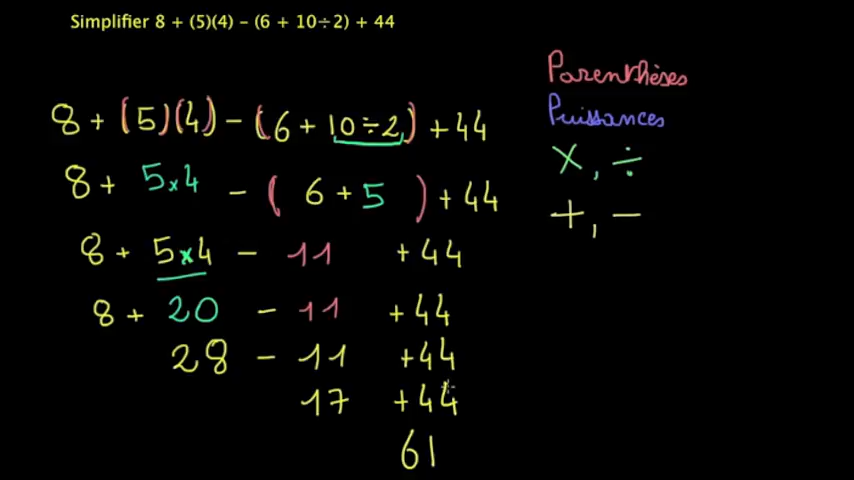 Simplifier 8 + (5)(4) – (6 + 10÷2) + 44
Parenthèses
8 + (5)(4) − (6 + 10÷2) + 44
Puissances
×, ÷
8 + 5×4 − ( 6 + 5 ) + 44
+, −
8 + 5×4 − 11 + 44
8 + 20 − 11 + 44
28 − 11 + 44
17 + 44
61